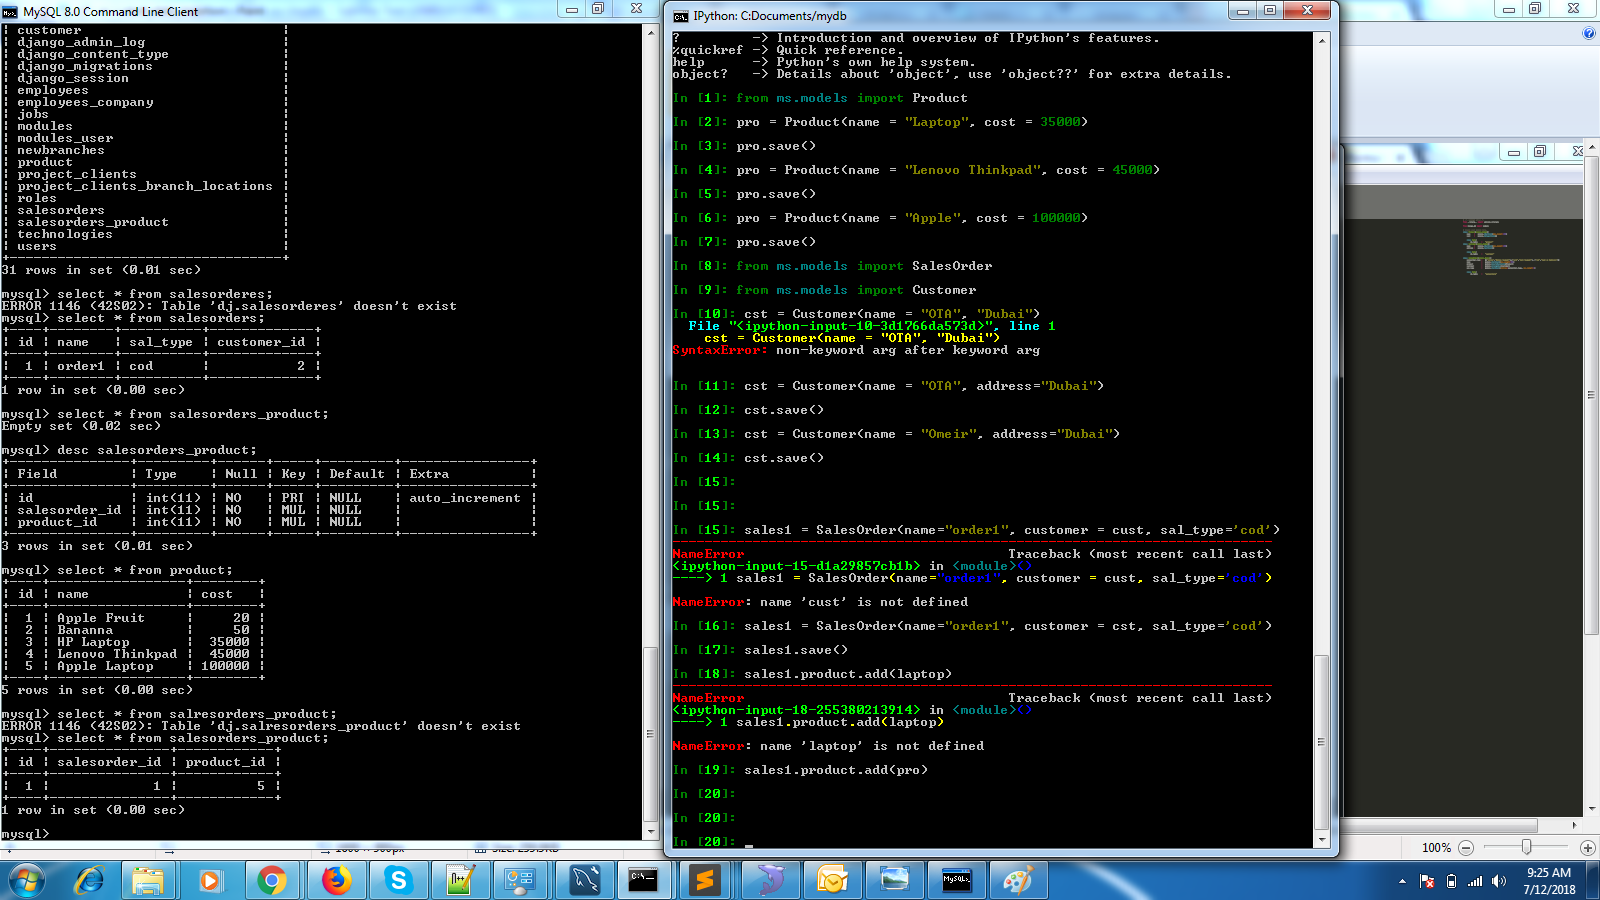 MySQL 8.0 Command Line Client
| customer |
| django_admin_log |
| django_content_type |
| django_migrations |
| django_session |
| employees |
| employees_company |
| jobs |
| modules |
| modules_user |
| newbranches |
| product |
| project_clients |
| project_clients_branch_locations |
| roles |
| salesorders |
| salesorders_product |
| technologies |
| users |
+----------------------------------+
31 rows in set (0.01 sec)
mysql> select * from salesorderes;
ERROR 1146 (42S02): Table 'dj.salesorderes' doesn't exist
mysql> select * from salesorders;
+----+--------+----------+-------------+
| id | name | sal_type | customer_id |
+----+--------+----------+-------------+
| 1 | order1 | cod | 2 |
+----+--------+----------+-------------+
1 row in set (0.00 sec)
mysql> select * from salesorders_product;
Empty set (0.02 sec)
mysql> desc salesorders_product;
+---------------+---------+------+-----+---------+----------------+
| Field | Type | Null | Key | Default | Extra |
+---------------+---------+------+-----+---------+----------------+
| id | int(11) | NO | PRI | NULL | auto_increment |
| salesorder_id | int(11) | NO | MUL | NULL | |
| product_id | int(11) | NO | MUL | NULL | |
+---------------+---------+------+-----+---------+----------------+
3 rows in set (0.01 sec)
mysql> select * from product;
+----+-----------------+--------+
| id | name | cost |
+----+-----------------+--------+
| 1 | Apple Fruit | 20 |
| 2 | Bananna | 50 |
| 3 | HP Laptop | 35000 |
| 4 | Lenovo Thinkpad | 45000 |
| 5 | Apple Laptop | 100000 |
+----+-----------------+--------+
5 rows in set (0.00 sec)
mysql> select * from salresorders_product;
ERROR 1146 (42S02): Table 'dj.salresorders_product' doesn't exist
mysql> select * from salesorders_product;
+----+---------------+------------+
| id | salesorder_id | product_id |
+----+---------------+------------+
| 1 | 1 | 5 |
+----+---------------+------------+
1 row in set (0.00 sec)
mysql>
IPython: C:Documents/mydb
? -> Introduction and overview of IPython's features.
%quickref -> Quick reference.
help -> Python's own help system.
object? -> Details about 'object', use 'object??' for extra details.
In [1]: from ms.models import Product
In [2]: pro = Product(name = "Laptop", cost = 35000)
In [3]: pro.save()
In [4]: pro = Product(name = "Lenovo Thinkpad", cost = 45000)
In [5]: pro.save()
In [6]: pro = Product(name = "Apple", cost = 100000)
In [7]: pro.save()
In [8]: from ms.models import SalesOrder
In [9]: from ms.models import Customer
In [10]: cst = Customer(name = "OTA", "Dubai")
File "<ipython-input-10-3d1766da573d>", line 1
cst = Customer(name = "OTA", "Dubai")
SyntaxError: non-keyword arg after keyword arg
In [11]: cst = Customer(name = "OTA", address="Dubai")
In [12]: cst.save()
In [13]: cst = Customer(name = "Omeir", address="Dubai")
In [14]: cst.save()
In [15]:
In [15]:
In [15]: sales1 = SalesOrder(name="order1", customer = cust, sal_type='cod')
NameError Traceback (most recent call last)
<ipython-input-15-d1a29857cb1b> in <module>()
----> 1 sales1 = SalesOrder(name="order1", customer = cust, sal_type='cod')
NameError: name 'cust' is not defined
In [16]: sales1 = SalesOrder(name="order1", customer = cst, sal_type='cod')
In [17]: sales1.save()
In [18]: sales1.product.add(laptop)
NameError Traceback (most recent call last)
<ipython-input-18-255380213914> in <module>()
----> 1 sales1.product.add(laptop)
NameError: name 'laptop' is not defined
In [19]: sales1.product.add(pro)
In [20]:
In [20]:
In [20]:
100%
MySQL>
9:25 AM
7/12/2018